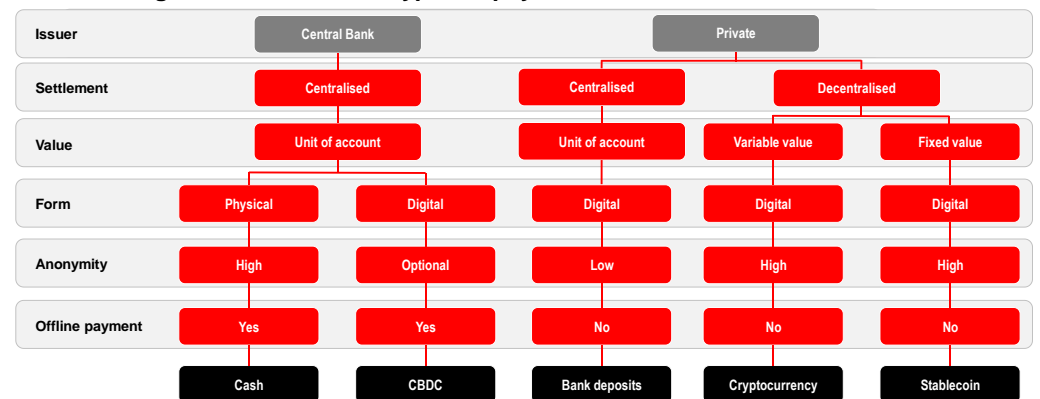 Issuer
Central Bank
Private
Settlement
Centralised
Centralised
Decentralised
Value
Unit of account
Unit of account
Variable value
Fixed value
Form
Physical
Digital
Digital
Digital
Digital
Anonymity
High
Optional
Low
High
High
Offline payment
Yes
Yes
No
No
No
Cash
CBDC
Bank deposits
Cryptocurrency
Stablecoin